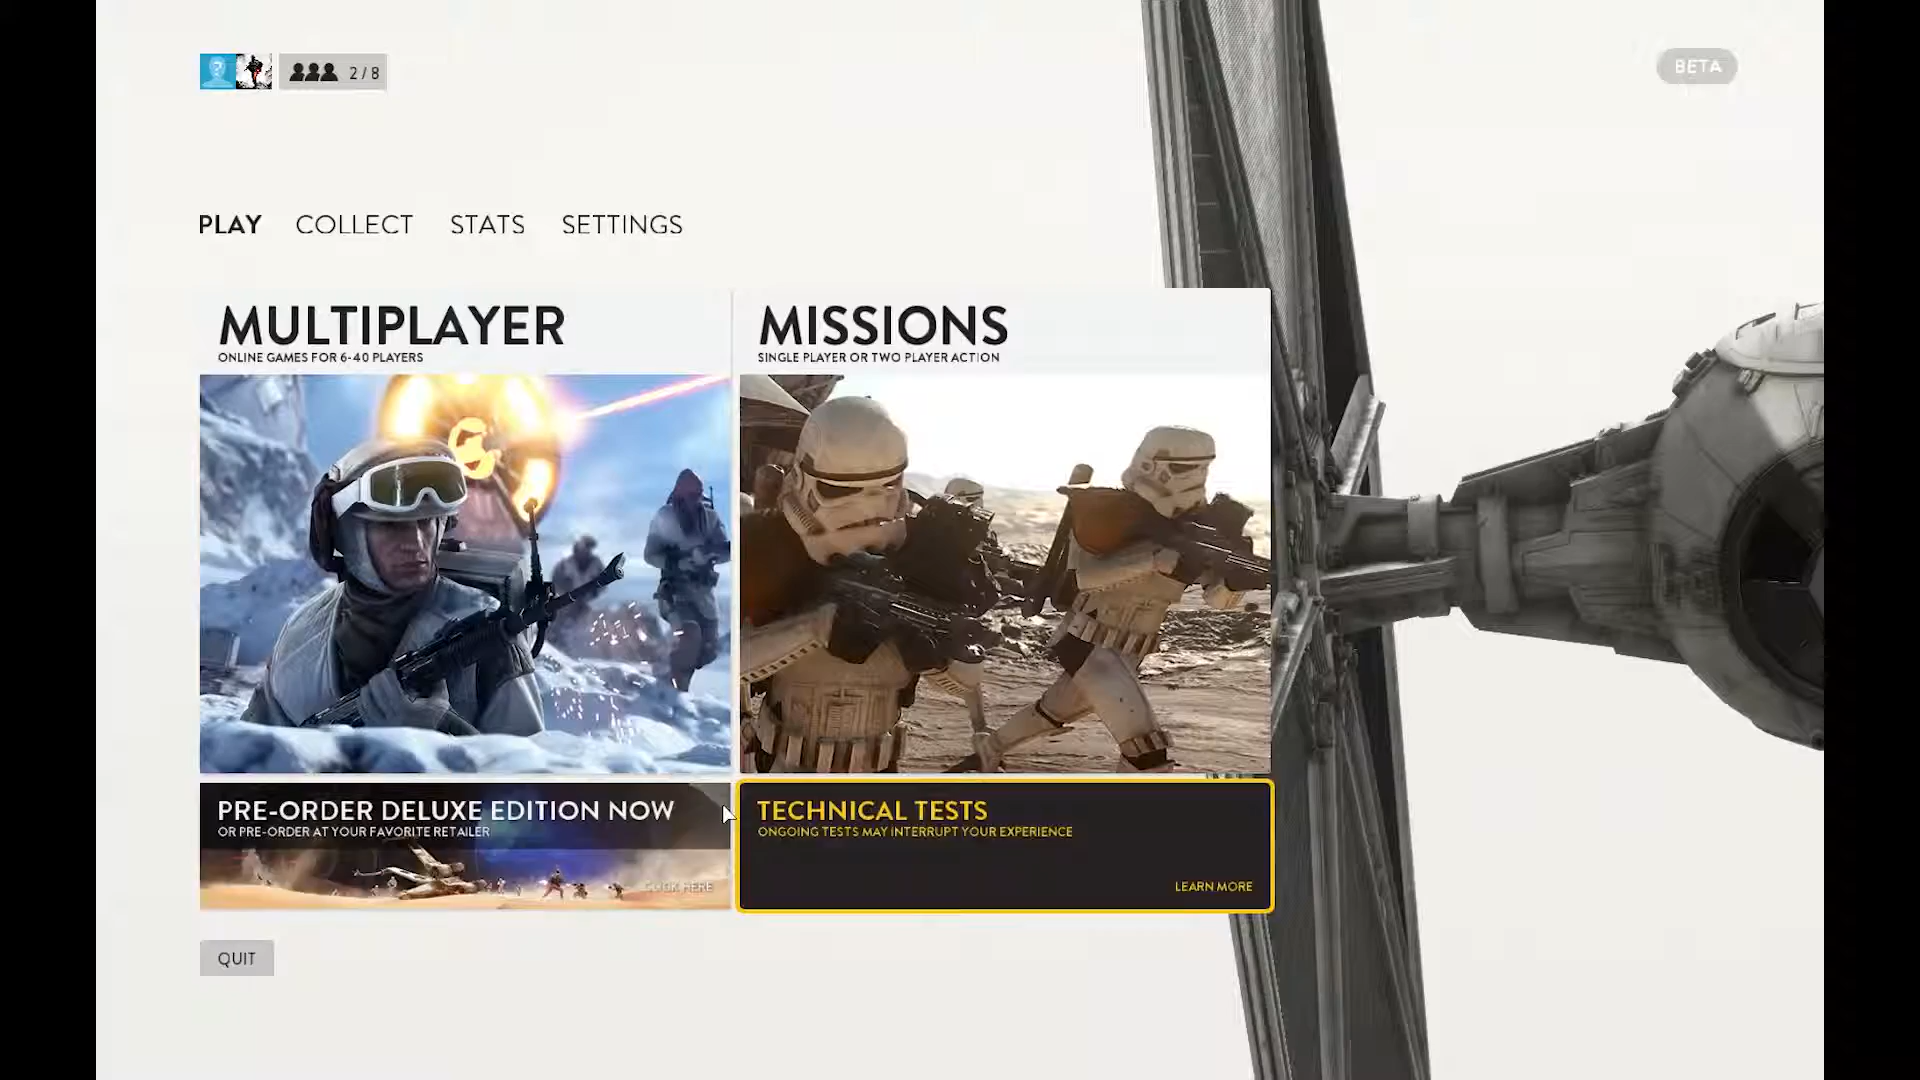 2 / 8
BETA
PLAY COLLECT STATS SETTINGS
MULTIPLAYER
ONLINE GAMES FOR 6-40 PLAYERS
MISSIONS
SINGLE PLAYER OR TWO PLAYER ACTION
PRE-ORDER DELUXE EDITION NOW
OR PRE-ORDER AT YOUR FAVORITE RETAILER
CLICK HERE
TECHNICAL TESTS
ONGOING TESTS MAY INTERRUPT YOUR EXPERIENCE
LEARN MORE
QUIT